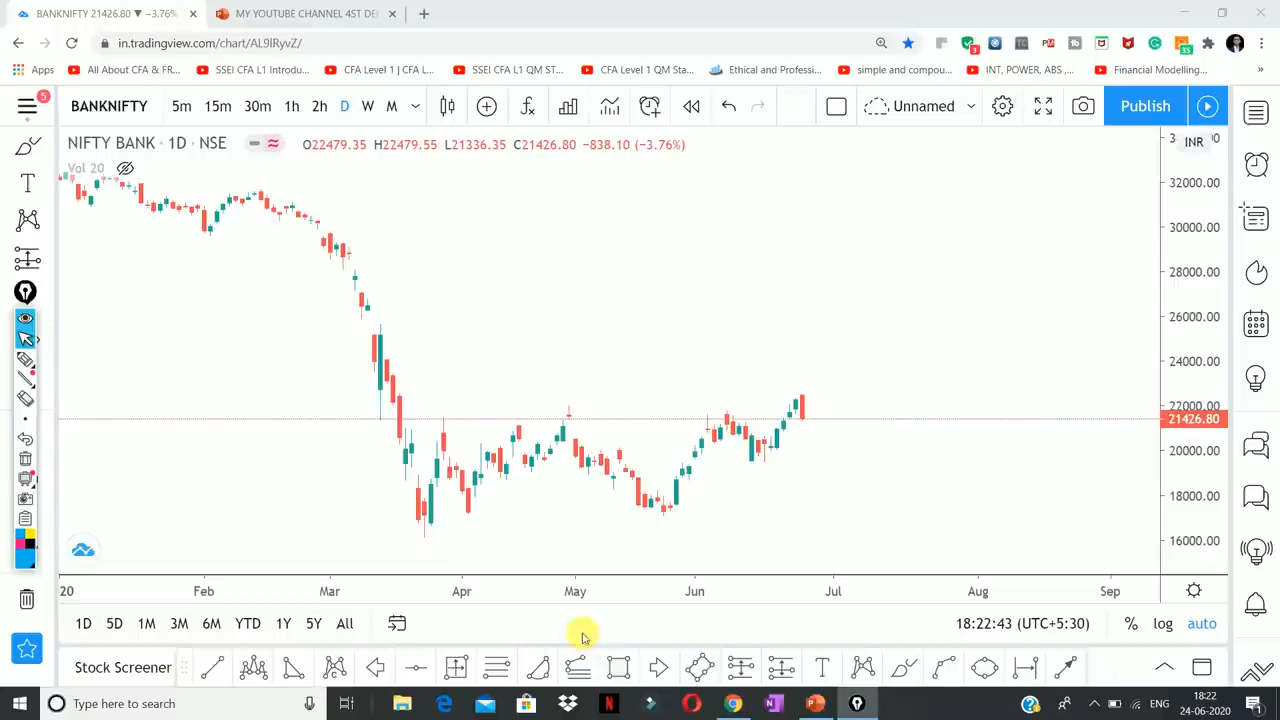 BANKNIFTY 21426.80 ▼ −3.76%
MY YOUTUBE CHANNEL 4ST DE
in.tradingview.com/chart/AL9lRyvZ/
Apps
All About CFA & FR...
SSEI CFA L1 Introdu...
CFA Level 1 | CFA L...
SSEI CFA L1 QM ST...
CFA Level 1 QM Sta...
Ethical and Professi...
simple and compou...
INT, POWER, ABS ,...
Financial Modelling...
»
5
BANKNIFTY 5m 15m 30m 1h 2h D W M
Unnamed
Publish
NIFTY BANK · 1D · NSE
O22479.35 H22479.55 L21336.35 C21426.80 −838.10 (−3.76%)
INR
Vol 20
32000.00
30000.00
28000.00
26000.00
24000.00
22000.00
21426.80
20000.00
18000.00
16000.00
20 Feb Mar Apr May Jun Jul Aug Sep
1D 5D 1M 3M 6M YTD 1Y 5Y All
18:22:43 (UTC+5:30) % log auto
Stock Screener
Type here to search
ENG
18:22
24-06-2020